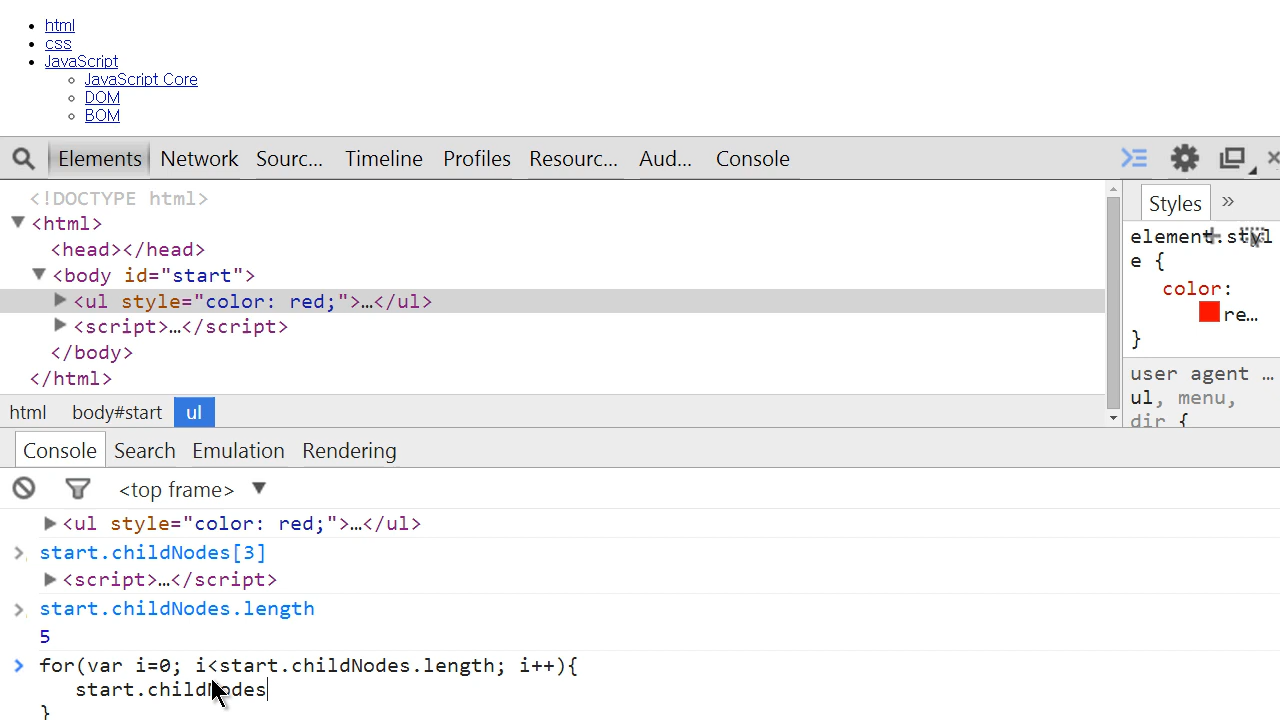 html
css
JavaScript
JavaScript Core
DOM
BOM
Elements Network Sourc... Timeline Profiles Resourc... Aud... Console
<!DOCTYPE html>
<html>
<head></head>
<body id="start">
<ul style="color: red;">…</ul>
<script>…</script>
</body>
</html>
html body#start ul
Styles »
element.styl
e {
color:
re…
}
user agent …
ul, menu,
dir {
Console Search Emulation Rendering
<top frame>
<ul style="color: red;">…</ul>
start.childNodes[3]
<script>…</script>
start.childNodes.length
5
for(var i=0; i<start.childNodes.length; i++){
start.childNodes
}